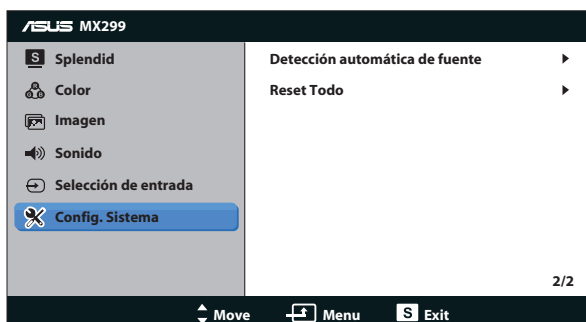 ASUS MX299
S Splendid
Color
Imagen
Sonido
Selección de entrada
Config. Sistema
Detección automática de fuente
Reset Todo
2/2
Move Menu S Exit